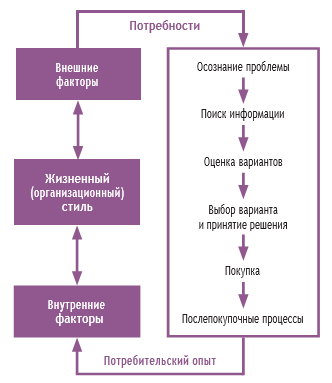 Потребности
Внешние
факторы
Жизненный
(организационный)
стиль
Внутренние
факторы
Осознание проблемы
Поиск информации
Оценка вариантов
Выбор варианта
и принятие решения
Покупка
Послепокупочные процессы
Потребительский опыт